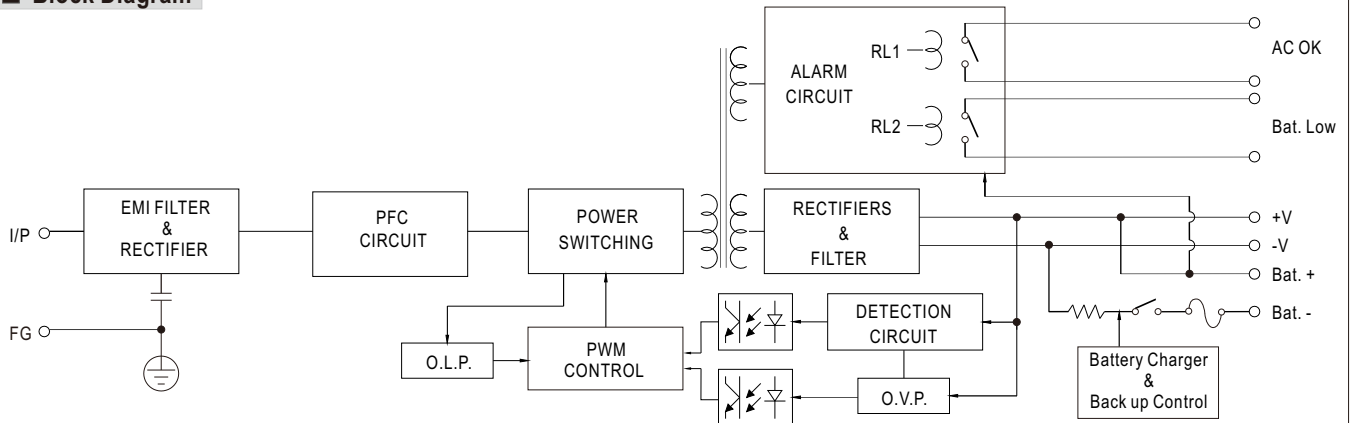 Block Diagram
ALARM
CIRCUIT
RL1
RL2
AC OK
Bat. Low
I/P
EMI FILTER
&
RECTIFIER
PFC
CIRCUIT
POWER
SWITCHING
RECTIFIERS
&
FILTER
+V
-V
Bat. +
Bat. -
FG
O.L.P.
PWM
CONTROL
DETECTION
CIRCUIT
O.V.P.
Battery Charger
&
Back up Control